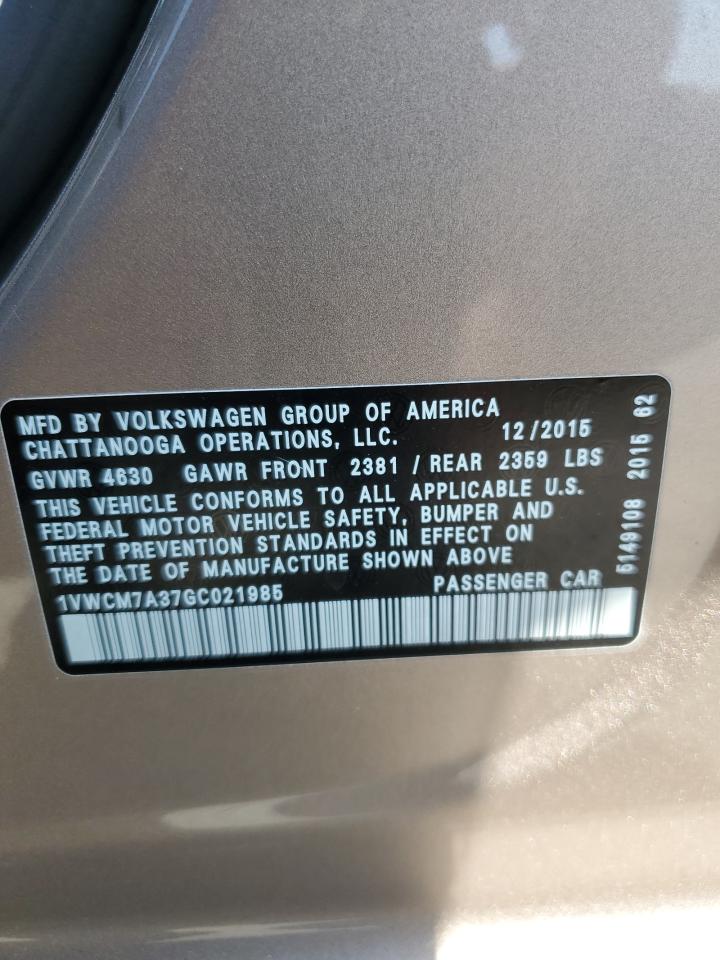 MFD BY VOLKSWAGEN GROUP OF AMERICA
CHATTANOOGA OPERATIONS, LLC. 12/2015
GVWR 4630 GAWR FRONT 2381 / REAR 2359 LBS
THIS VEHICLE CONFORMS TO ALL APPLICABLE U.S.
FEDERAL MOTOR VEHICLE SAFETY, BUMPER AND
THEFT PREVENTION STANDARDS IN EFFECT ON
THE DATE OF MANUFACTURE SHOWN ABOVE
1VWCM7A37GC021985 PASSENGER CAR
5149108 2015 62